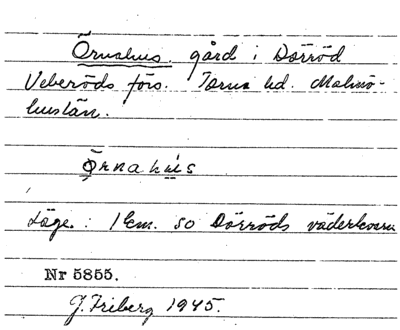 Örnahus. gård i Dörröd
Veberöds förs. Torna hd. Malmö-
huslän.
Örnahús
Läge.: 1 km. SO Dörröds väderkvarn
Nr 5855.
G. Friberg 1945.